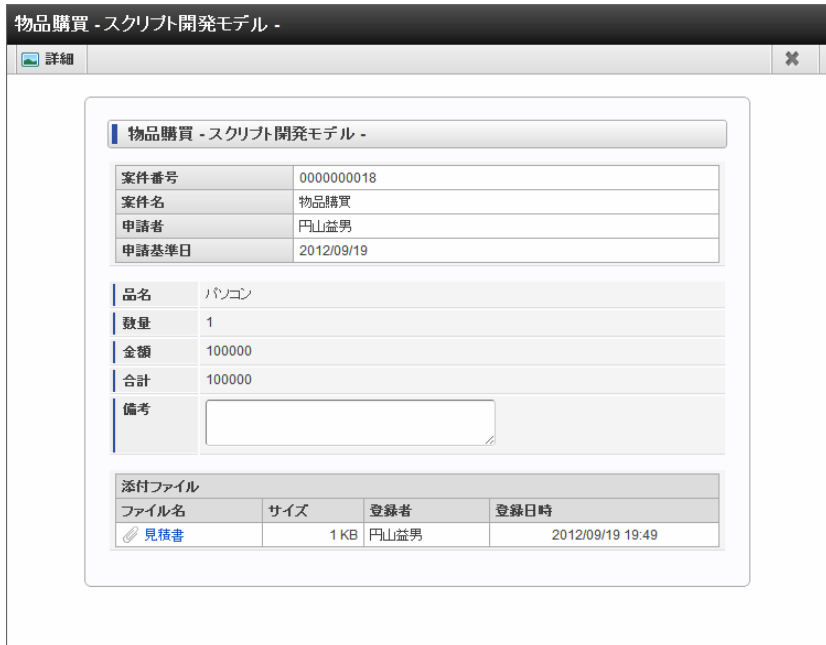 物品購買 - スクリプト開発モデル -
詳細
物品購買 - スクリプト開発モデル -
案件番号 0000000018
案件名 物品購買
申請者 円山益男
申請基準日 2012/09/19
品名 パソコン
数量 1
金額 100000
合計 100000
備考
添付ファイル
ファイル名 サイズ 登録者 登録日時
見積書 1 KB 円山益男 2012/09/19 19:49